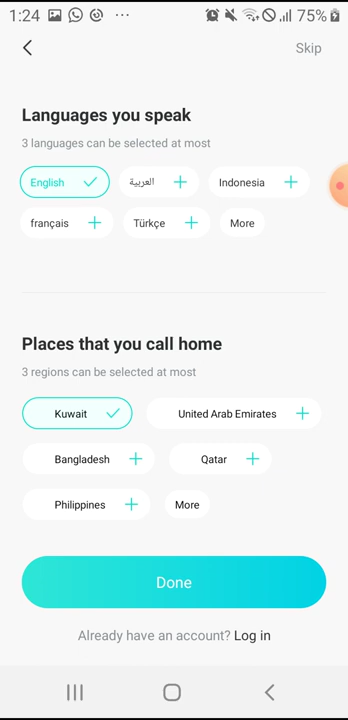 1:24 ... 75%
Skip
Languages you speak
3 languages can be selected at most
English العربية Indonesia
français Türkçe More
Places that you call home
3 regions can be selected at most
Kuwait United Arab Emirates
Bangladesh Qatar
Philippines More
Done
Already have an account? Log in